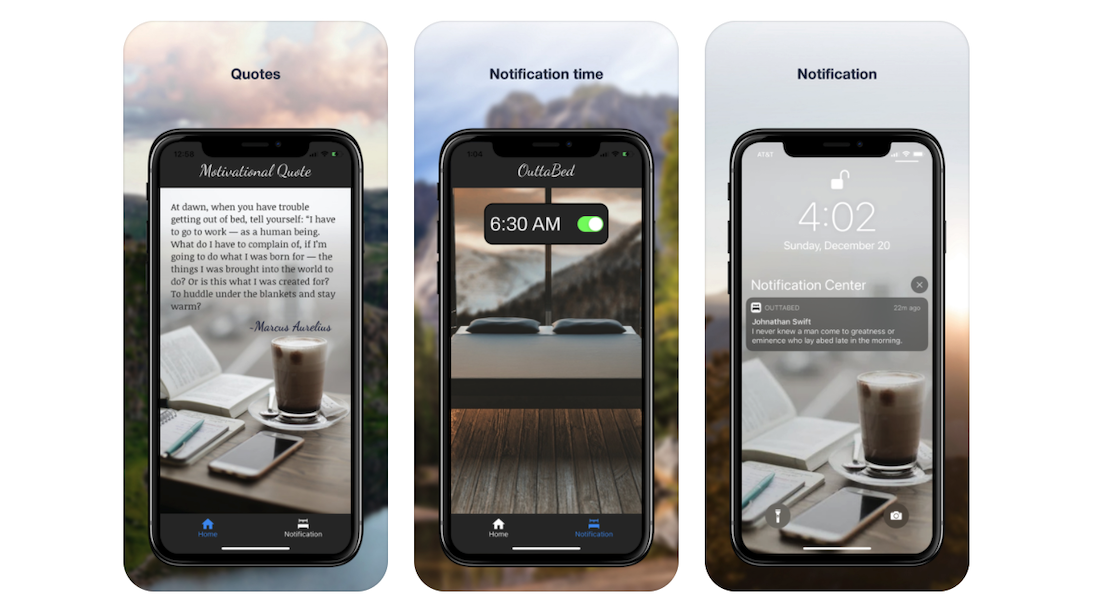 Quotes
12:58
Motivational Quote
At dawn, when you have trouble
getting out of bed, tell yourself: “I have
to go to work — as a human being.
What do I have to complain of, if I’m
going to do what I was born for — the
things I was brought into the world to
do? Or is this what I was created for?
To huddle under the blankets and stay
warm?
-Marcus Aurelius
Home
Notification
Notification time
1:04
OuttaBed
6:30 AM
Home
Notification
Notification
AT&T
4:02
Sunday, December 20
Notification Center
OUTTABED
22m ago
Johnathan Swift
I never knew a man come to greatness or
eminence who lay abed late in the morning.